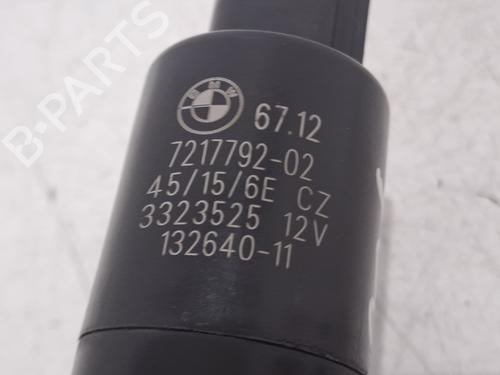 BMW 67.12
7217792-02
45/15/6E CZ
3323525 12V
132640-11
B-PARTS